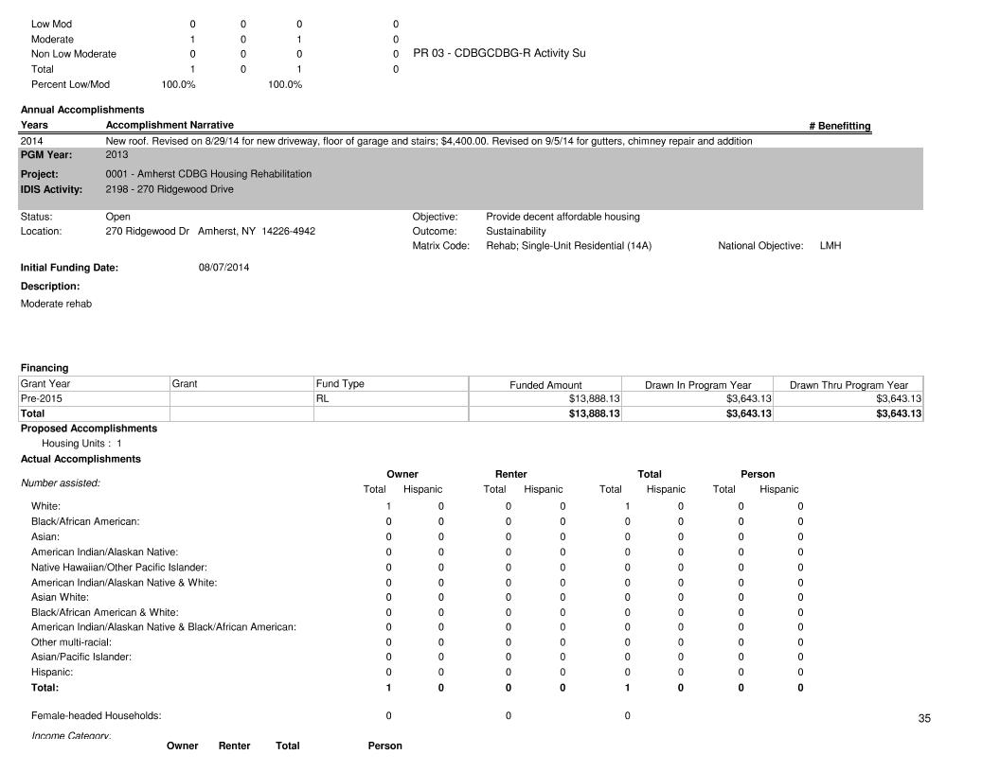 Low Mod 0 0 0 0
Moderate 1 0 1 0
Non Low Moderate 0 0 0 0 PR 03 - CDBGCDBG-R Activity Su
Total 1 0 1 0
Percent Low/Mod 100.0% 100.0%
Annual Accomplishments
Years Accomplishment Narrative # Benefitting
2014 New roof. Revised on 8/29/14 for new driveway, floor of garage and stairs; $4,400.00. Revised on 9/5/14 for gutters, chimney repair and addition
PGM Year: 2013
Project: 0001 - Amherst CDBG Housing Rehabilitation
IDIS Activity: 2198 - 270 Ridgewood Drive
Status: Open Objective: Provide decent affordable housing
Location: 270 Ridgewood Dr Amherst, NY 14226-4942 Outcome: Sustainability
Matrix Code: Rehab; Single-Unit Residential (14A) National Objective: LMH
Initial Funding Date: 08/07/2014
Description:
Moderate rehab
Financing
Grant Year Grant Fund Type Funded Amount Drawn In Program Year Drawn Thru Program Year
Pre-2015 RL $13,888.13 $3,643.13 $3,643.13
Total $13,888.13 $3,643.13 $3,643.13
Proposed Accomplishments
Housing Units : 1
Actual Accomplishments
Owner Renter Total Person
Number assisted:
Total Hispanic Total Hispanic Total Hispanic Total Hispanic
White: 1 0 0 0 1 0 0 0
Black/African American: 0 0 0 0 0 0 0 0
Asian: 0 0 0 0 0 0 0 0
American Indian/Alaskan Native: 0 0 0 0 0 0 0 0
Native Hawaiian/Other Pacific Islander: 0 0 0 0 0 0 0 0
American Indian/Alaskan Native & White: 0 0 0 0 0 0 0 0
Asian White: 0 0 0 0 0 0 0 0
Black/African American & White: 0 0 0 0 0 0 0 0
American Indian/Alaskan Native & Black/African American: 0 0 0 0 0 0 0 0
Other multi-racial: 0 0 0 0 0 0 0 0
Asian/Pacific Islander: 0 0 0 0 0 0 0 0
Hispanic: 0 0 0 0 0 0 0 0
Total: 1 0 0 0 1 0 0 0
Female-headed Households: 0 0 0
35
Income Category:
Owner Renter Total Person